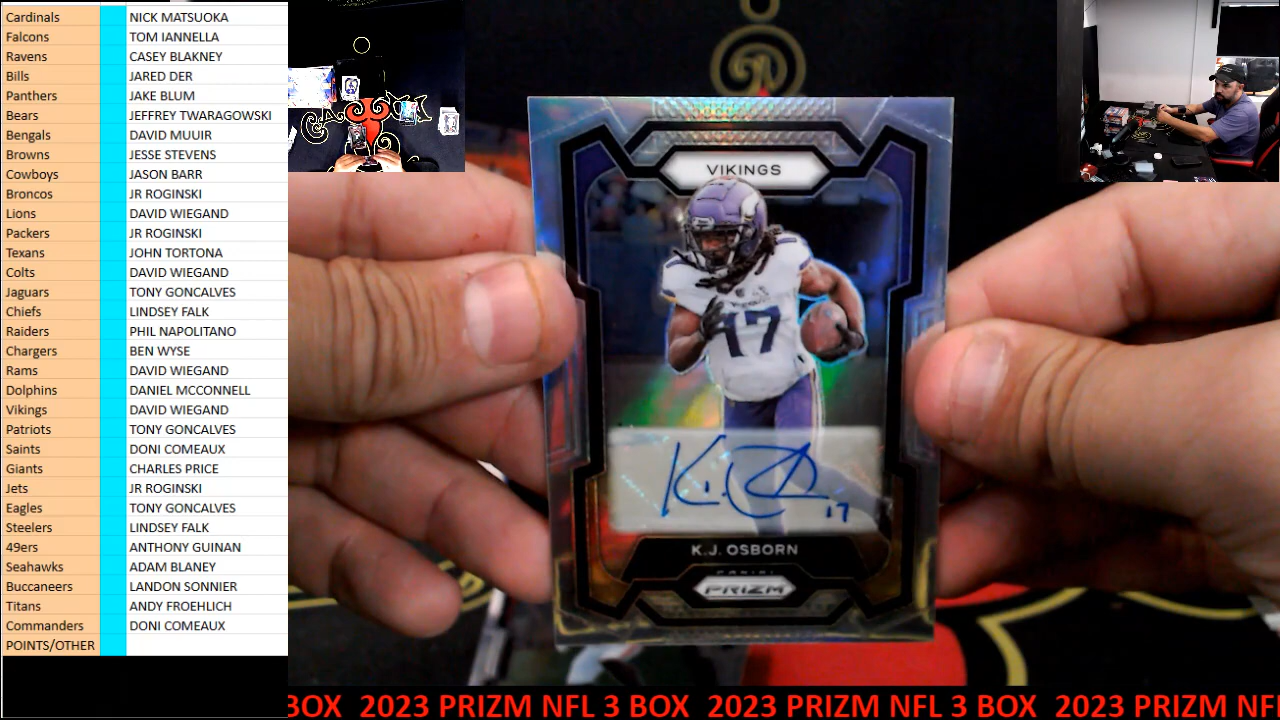 Cardinals NICK MATSUOKA
Falcons TOM IANNELLA
Ravens CASEY BLAKNEY
Bills JARED DER
Panthers JAKE BLUM
Bears JEFFREY TWARAGOWSKI
Bengals DAVID MUUIR
Browns JESSE STEVENS
Cowboys JASON BARR
Broncos JR ROGINSKI
Lions DAVID WIEGAND
Packers JR ROGINSKI
Texans JOHN TORTONA
Colts DAVID WIEGAND
Jaguars TONY GONCALVES
Chiefs LINDSEY FALK
Raiders PHIL NAPOLITANO
Chargers BEN WYSE
Rams DAVID WIEGAND
Dolphins DANIEL MCCONNELL
Vikings DAVID WIEGAND
Patriots TONY GONCALVES
Saints DONI COMEAUX
Giants CHARLES PRICE
Jets JR ROGINSKI
Eagles TONY GONCALVES
Steelers LINDSEY FALK
49ers ANTHONY GUINAN
Seahawks ADAM BLANEY
Buccaneers LANDON SONNIER
Titans ANDY FROEHLICH
Commanders DONI COMEAUX
POINTS/OTHER
VIKINGS
17
17
K.J. OSBORN
PANINI
PRIZM
BOX 2023 PRIZM NFL 3 BOX 2023 PRIZM NFL 3 BOX 2023 PRIZM NF